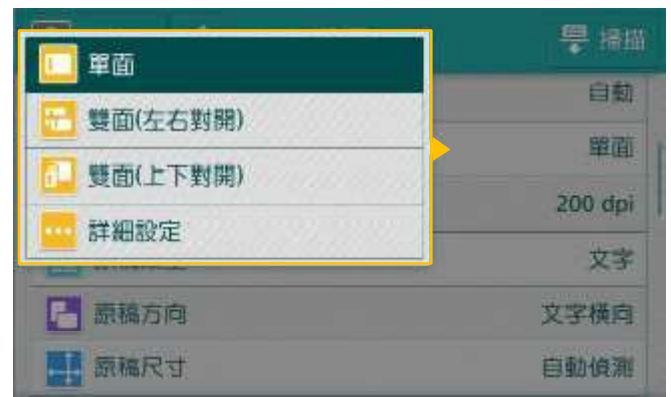 掃描
單面
自動
雙面(左右對開)
單面
雙面(上下對開)
200 dpi
詳細設定
文字
原稿方向
文字橫向
原稿尺寸
自動偵測